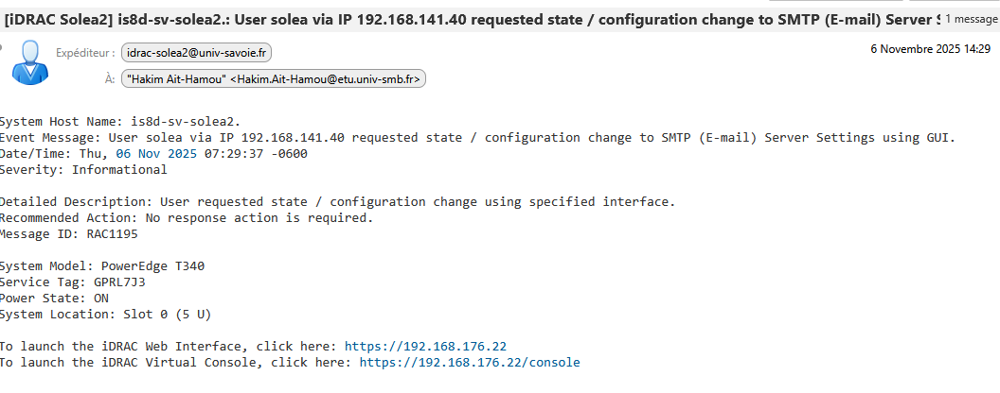 [iDRAC Solea2] is8d-sv-solea2.: User solea via IP 192.168.141.40 requested state / configuration change to SMTP (E-mail) Server 1 message
Expéditeur : idrac-solea2@univ-savoie.fr 6 Novembre 2025 14:29
À: "Hakim Ait-Hamou" <Hakim.Ait-Hamou@etu.univ-smb.fr>
System Host Name: is8d-sv-solea2.
Event Message: User solea via IP 192.168.141.40 requested state / configuration change to SMTP (E-mail) Server Settings using GUI.
Date/Time: Thu, 06 Nov 2025 07:29:37 -0600
Severity: Informational
Detailed Description: User requested state / configuration change using specified interface.
Recommended Action: No response action is required.
Message ID: RAC1195
System Model: PowerEdge T340
Service Tag: GPRL7J3
Power State: ON
System Location: Slot 0 (5 U)
To launch the iDRAC Web Interface, click here: https://192.168.176.22
To launch the iDRAC Virtual Console, click here: https://192.168.176.22/console